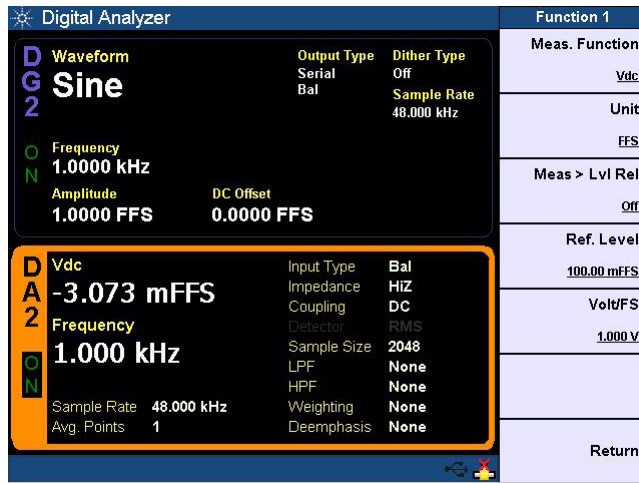 Digital Analyzer
Function 1
DG2
ON
Waveform
Sine
Output Type
Serial
Bal
Dither Type
Off
Sample Rate
48.000 kHz
Frequency
1.0000 kHz
Amplitude
1.0000 FFS
DC Offset
0.0000 FFS
DA2
ON
Vdc
-3.073 mFFS
Frequency
1.000 kHz
Sample Rate 48.000 kHz
Avg. Points 1
Input Type Bal
Impedance HiZ
Coupling DC
Detector RMS
Sample Size 2048
LPF None
HPF None
Weighting None
Deemphasis None
Meas. Function
Vdc
Unit
FFS
Meas > Lvl Rel
Off
Ref. Level
100.00 mFFS
Volt/FS
1.000 V
Return